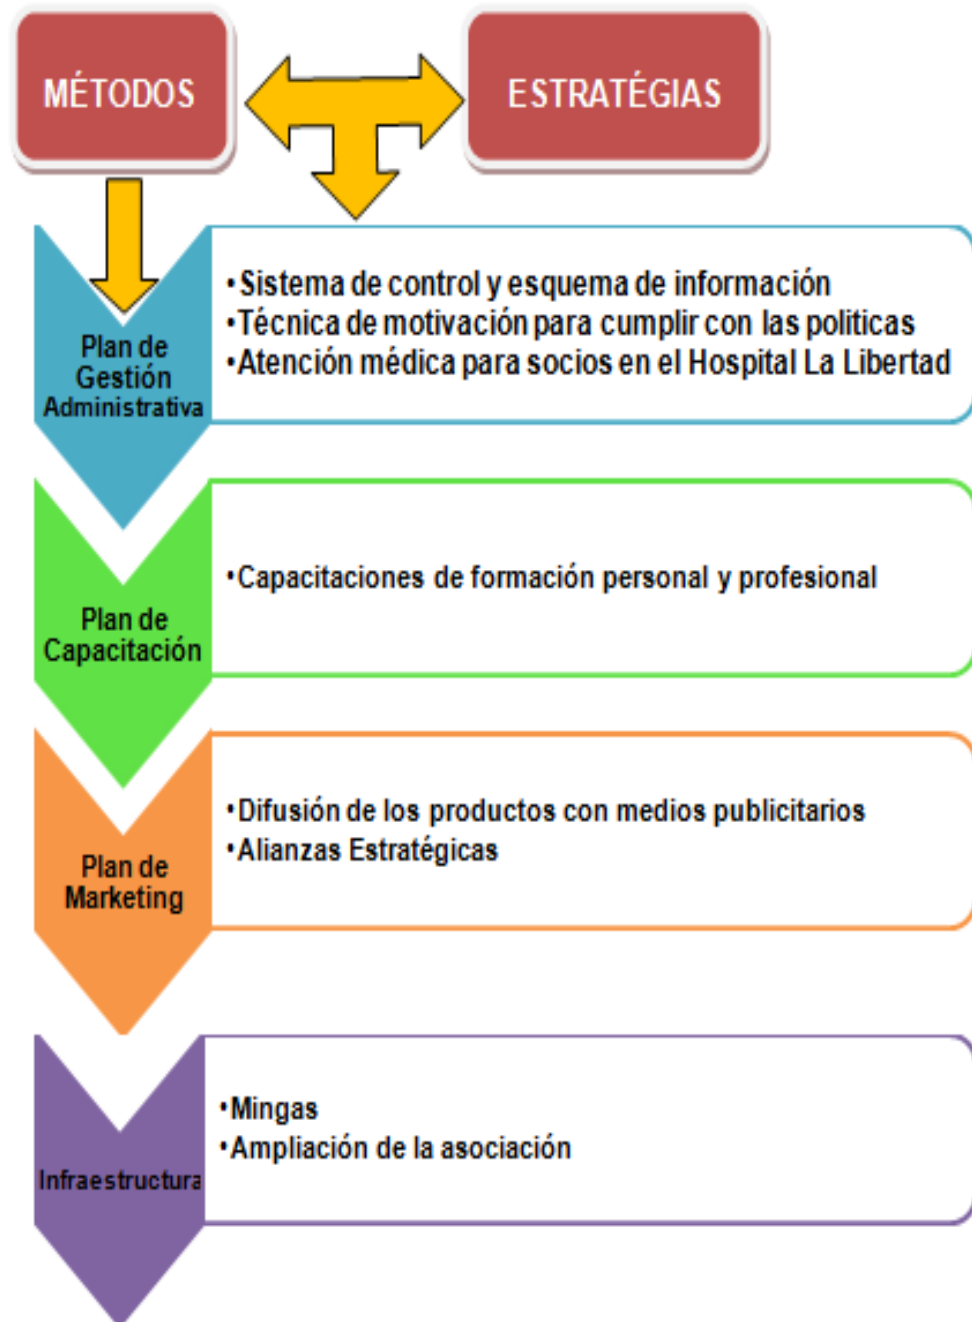 MÉTODOS
ESTRATÉGIAS
Plan de
Gestión
Administrativa
•Sistema de control y esquema de información
•Técnica de motivación para cumplir con las politicas
•Atención médica para socios en el Hospital La Libertad
Plan de
Capacitación
•Capacitaciones de formación personal y profesional
Plan de
Marketing
•Difusión de los productos con medios publicitarios
•Alianzas Estratégicas
Infraestructura
•Mingas
•Ampliación de la asociación